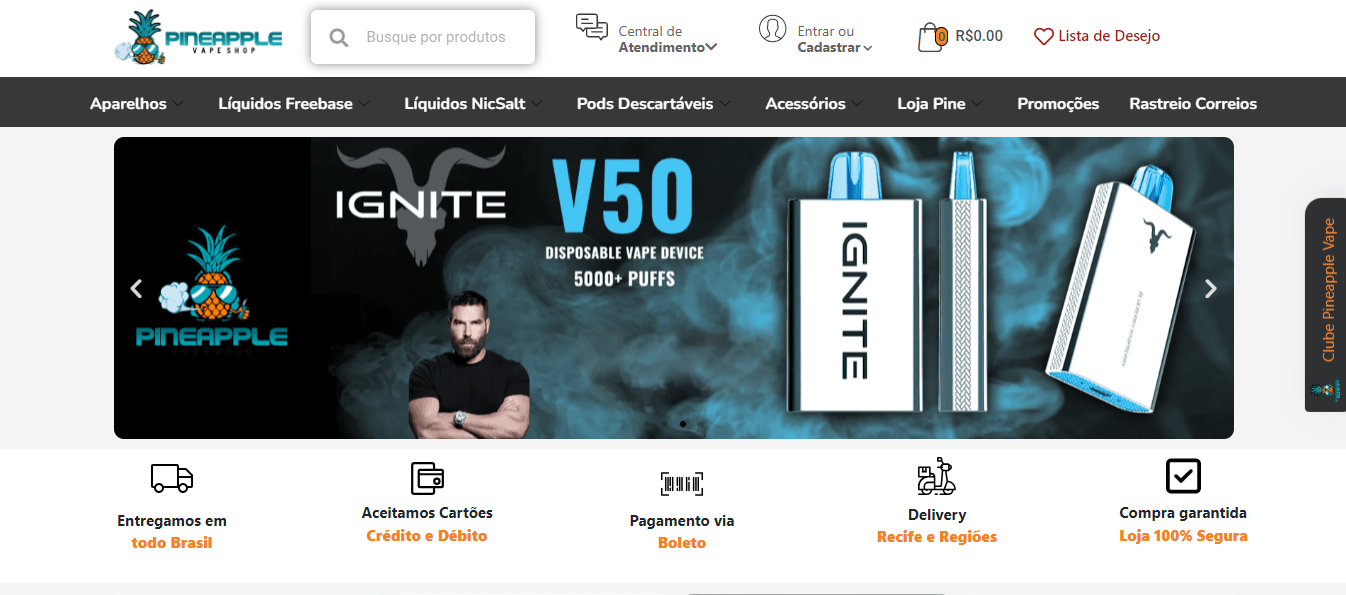 PINEAPPLE
VAPESHOP
Busque por produtos
Central de
Atendimento
Entrar ou
Cadastrar
0
R$0.00
Lista de Desejo
Aparelhos
Líquidos Freebase
Líquidos NicSalt
Pods Descartáveis
Acessórios
Loja Pine
Promoções
Rastreio Correios
PINEAPPLE
VAPESHOP
IGNITE
V50
DISPOSABLE VAPE DEVICE
5000+ PUFFS
IGNITE
Clube Pineapple Vape
Entregamos em
todo Brasil
Aceitamos Cartões
Crédito e Débito
Pagamento via
Boleto
Delivery
Recife e Regiões
Compra garantida
Loja 100% Segura